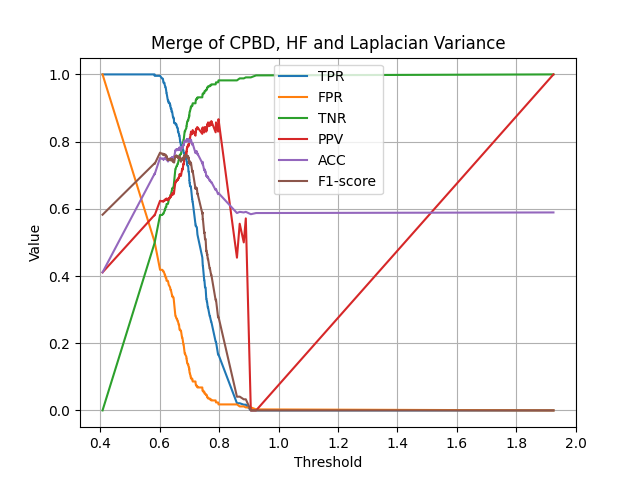 Merge of CPBD, HF and Laplacian Variance
TPR
FPR
TNR
PPV
ACC
F1-score
1.0
0.8
0.6
0.4
0.2
0.0
Value
0.4 0.6 0.8 1.0 1.2 1.4 1.6 1.8 2.0
Threshold